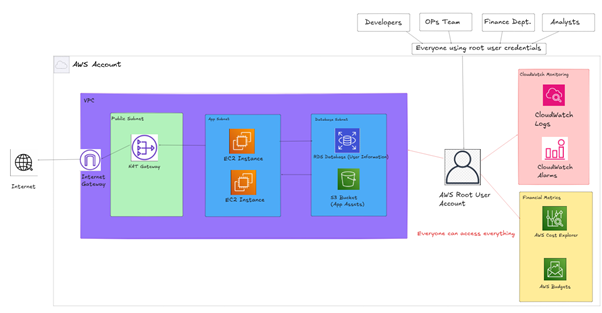 Developers
OPs Team
Finance Dept.
Analysts
Everyone using root user credentials
AWS Account
CloudWatch Monitoring
CloudWatch
Logs
CloudWatch
Alarms
VPC
Public Subnet
App Subnet
Database Subnet
EC2 Instance
RDS Database (User Information)
NAT Gateway
Internet
Gateway
Internet
EC2 Instance
S3 Bucket
(App Assets)
AWS Root User
Account
Everyone can access everything
Financial Metrics
AWS Cost Explorer
AWS Budgets